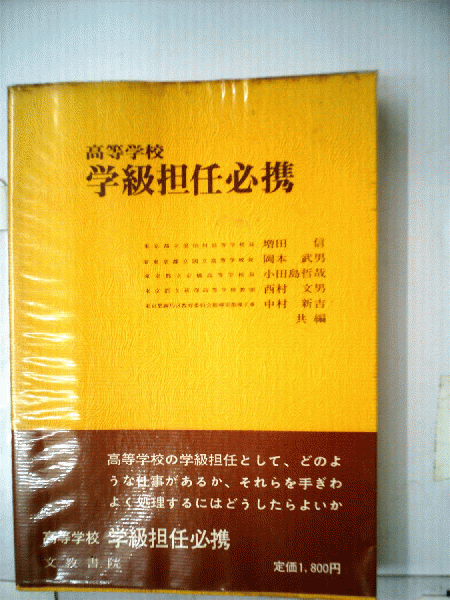 高等学校
学級担任必携
増田 信
岡本 武男
小田島哲哉
西村 文男
中村 新吉
共編
高等学校の学級担任として、どのよ
うな仕事があるか、それらを手ぎわ
よく処理するにはどうしたらよいか
高等学校 学級担任必携
文教書院
定価1,800円